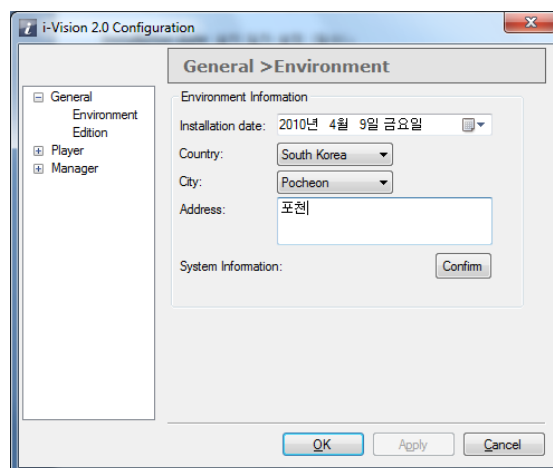 i-Vision 2.0 Configuration
General >Environment
General
Environment
Edition
Player
Manager
Environment Information
Installation date: 2010년 4월 9일 금요일
Country: South Korea
City: Pocheon
Address: 포천
System Information: Confirm
OK Apply Cancel